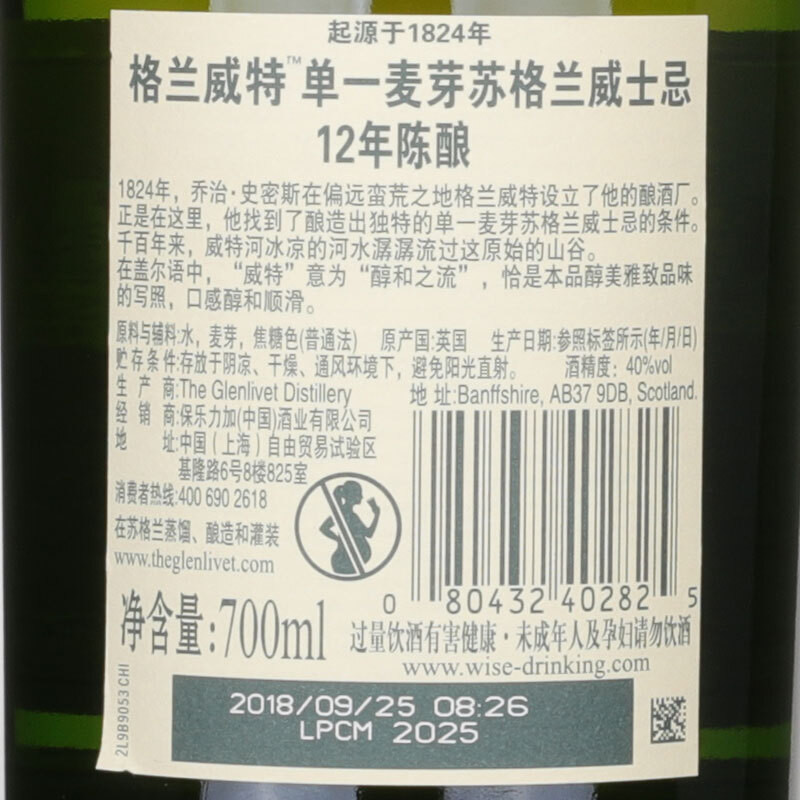 起源于1824年
格兰威特™单一麦芽苏格兰威士忌
12年陈酿
1824年，乔治·史密斯在偏远蛮荒之地格兰威特设立了他的酿酒厂。
正是在这里，他找到了酿造出独特的单一麦芽苏格兰威士忌的条件。
千百年来，威特河冰凉的河水潺潺流过这原始的山谷。
在盖尔语中，“威特”意为“醇和之流”，恰是本品醇美雅致品味
的写照，口感醇和顺滑。
原料与辅料:水，麦芽，焦糖色(普通法) 原产国:英国 生产日期:参照标签所示(年/月/日)
贮存条件:存放于阴凉、干燥、通风环境下，避免阳光直射。 酒精度：40%vol
生产商:The Glenlivet Distillery 地址:Banffshire, AB37 9DB, Scotland.
经销商:保乐力加(中国)酒业有限公司
地址:中国（上海）自由贸易试验区
基隆路6号8楼825室
消费者热线:400 690 2618
在苏格兰蒸馏、酿造和灌装
www.theglenlivet.com
0 80432 40282 5
净含量:700ml
过量饮酒有害健康·未成年人及孕妇请勿饮酒
www.wise-drinking.com
2018/09/25 08:26
LPCM 2025
2L9B9053 CHI